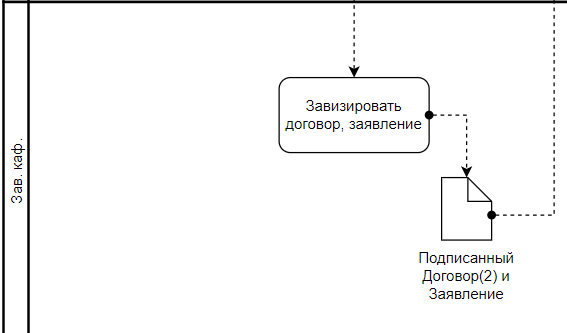 Зав. каф.
Завизировать
договор, заявление
Подписанный
Договор(2) и
Заявление